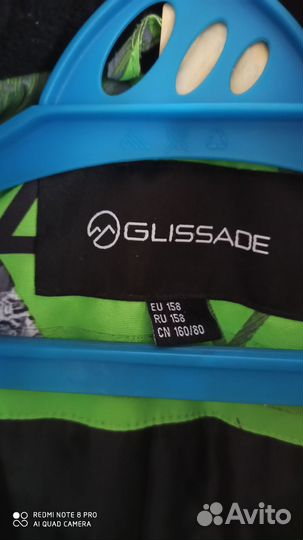 GLISSADE
EU 158
RU 158
CN 160/80
REDMI NOTE 8 PRO
AI QUAD CAMERA
Avito